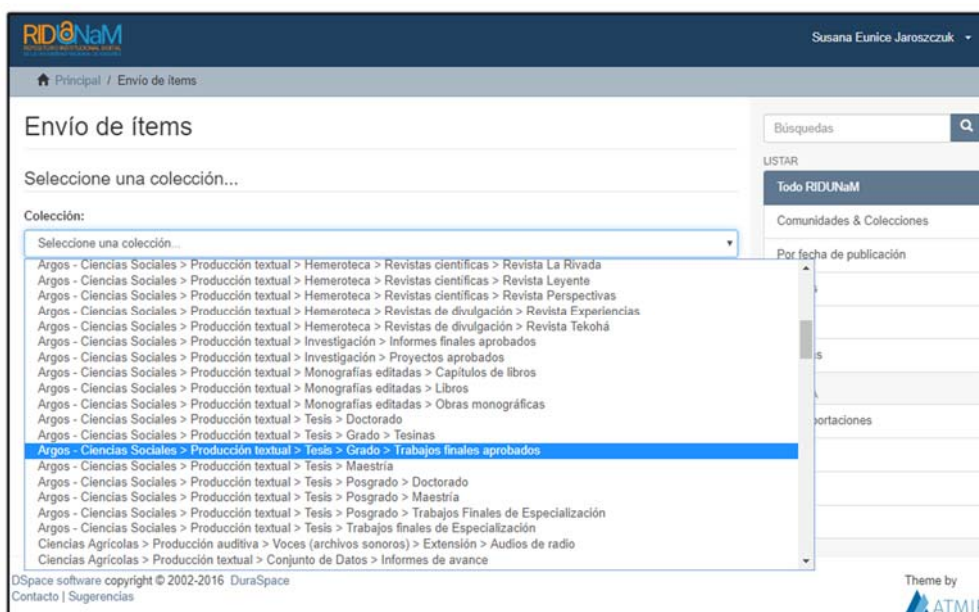 RIDUNaM
REPOSITORIO INSTITUCIONAL DIGITAL
Susana Eunice Jaroszczuk
Principal / Envío de ítems
Envío de ítems
Seleccione una colección...
Colección:
Seleccione una colección...
Argos - Ciencias Sociales > Producción textual > Hemeroteca > Revistas científicas > Revista La Rivada
Argos - Ciencias Sociales > Producción textual > Hemeroteca > Revistas científicas > Revista Leyente
Argos - Ciencias Sociales > Producción textual > Hemeroteca > Revistas científicas > Revista Perspectivas
Argos - Ciencias Sociales > Producción textual > Hemeroteca > Revistas de divulgación > Revista Experiencias
Argos - Ciencias Sociales > Producción textual > Hemeroteca > Revistas de divulgación > Revista Tekohá
Argos - Ciencias Sociales > Producción textual > Investigación > Informes finales aprobados
Argos - Ciencias Sociales > Producción textual > Investigación > Proyectos aprobados
Argos - Ciencias Sociales > Producción textual > Monografías editadas > Capítulos de libros
Argos - Ciencias Sociales > Producción textual > Monografías editadas > Libros
Argos - Ciencias Sociales > Producción textual > Monografías editadas > Obras monográficas
Argos - Ciencias Sociales > Producción textual > Tesis > Doctorado
Argos - Ciencias Sociales > Producción textual > Tesis > Grado > Tesinas
Argos - Ciencias Sociales > Producción textual > Tesis > Grado > Trabajos finales aprobados
Argos - Ciencias Sociales > Producción textual > Tesis > Maestría
Argos - Ciencias Sociales > Producción textual > Tesis > Posgrado > Doctorado
Argos - Ciencias Sociales > Producción textual > Tesis > Posgrado > Maestría
Argos - Ciencias Sociales > Producción textual > Tesis > Posgrado > Trabajos Finales de Especialización
Argos - Ciencias Sociales > Producción textual > Tesis > Trabajos finales de Especialización
Ciencias Agrícolas > Producción auditiva > Voces (archivos sonoros) > Extensión > Audios de radio
Ciencias Agrícolas > Producción textual > Conjunto de Datos > Informes de avance
Búsquedas
LISTAR
Todo RIDUNaM
Comunidades & Colecciones
Por fecha de publicación
portaciones
DSpace software copyright © 2002-2016 DuraSpace
Contacto | Sugerencias
Theme by
ATMI